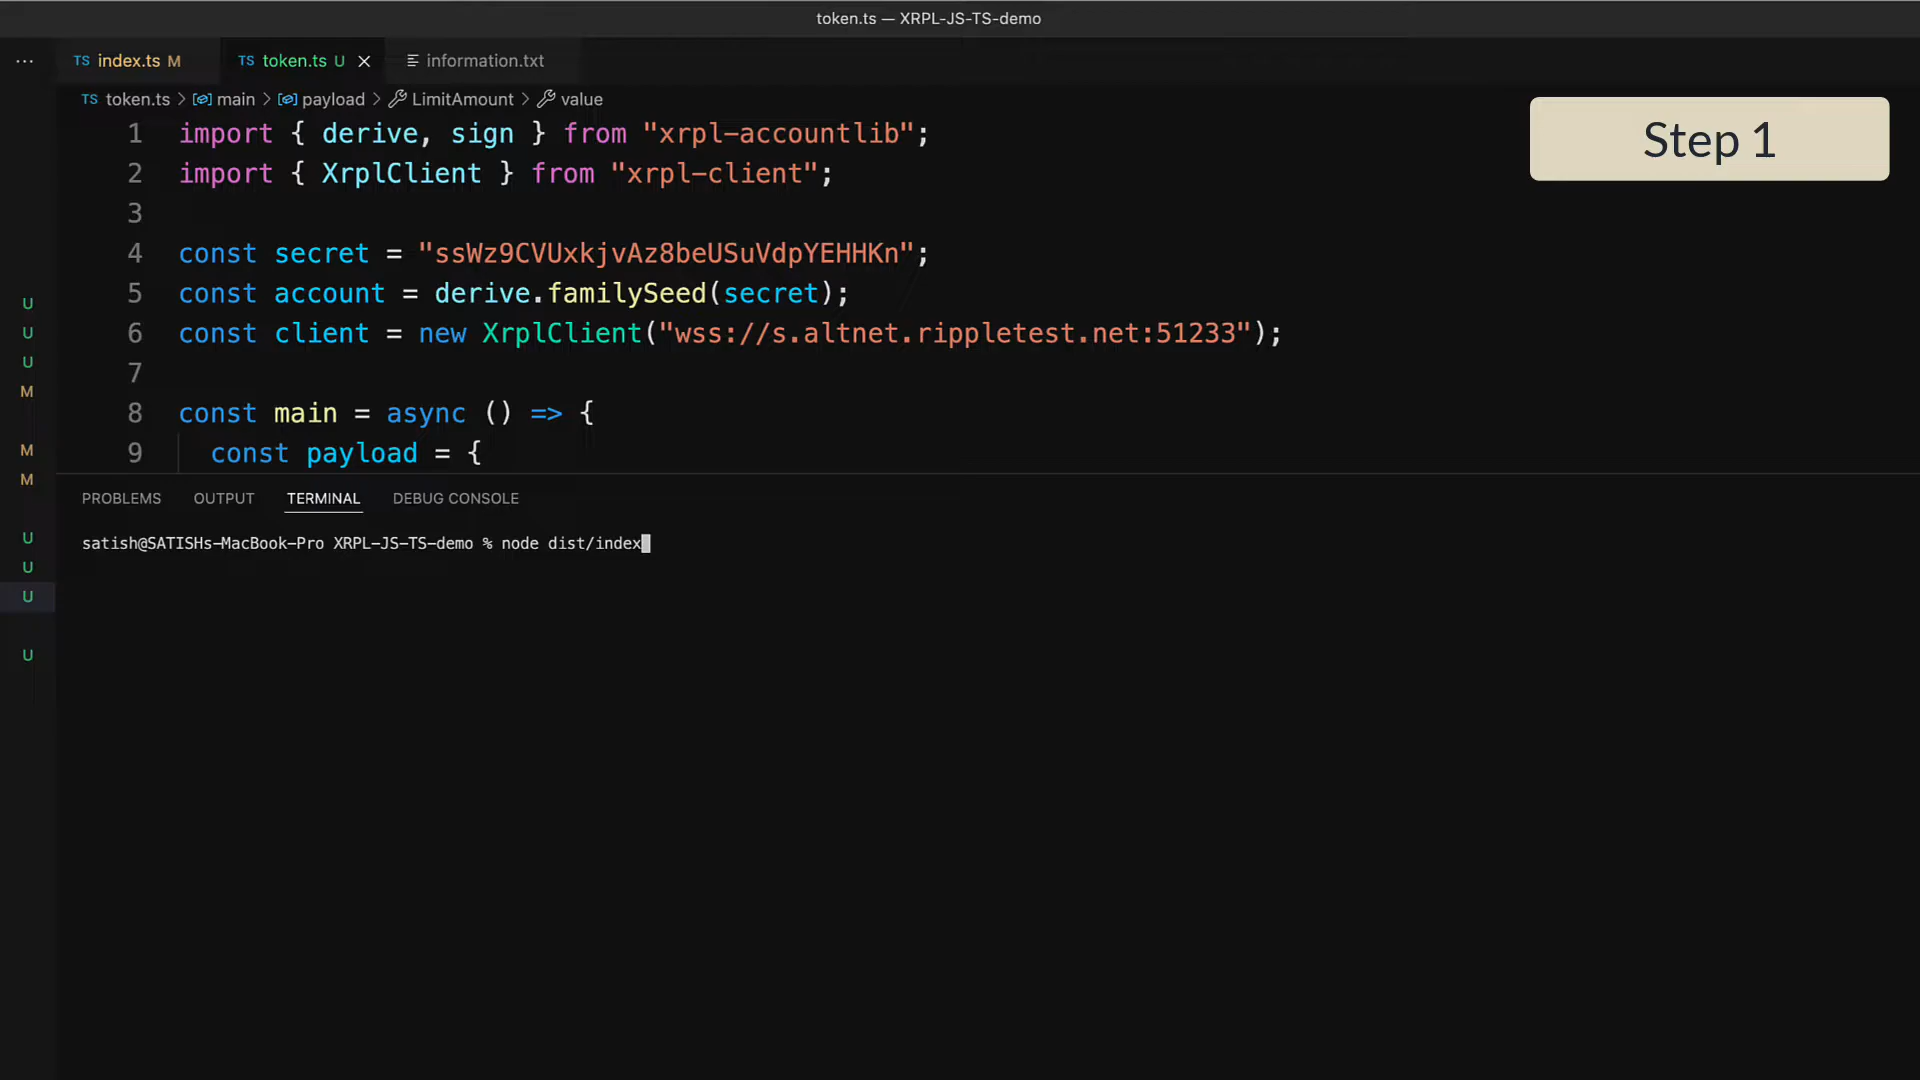 token.ts — XRPL-JS-TS-demo
··· TS index.ts M TS token.ts U × information.txt
TS token.ts > main > payload > LimitAmount > value
Step 1
1 import { derive, sign } from "xrpl-accountlib";
2 import { XrplClient } from "xrpl-client";
3
4 const secret = "ssWz9CVUxkjvAz8beUSuVdpYEHHKn";
5 const account = derive.familySeed(secret);
6 const client = new XrplClient("wss://s.altnet.rippletest.net:51233");
7
8 const main = async () => {
9 const payload = {
U
U
U
M
M
M
U
U
U
U
PROBLEMS OUTPUT TERMINAL DEBUG CONSOLE
satish@SATISHs-MacBook-Pro XRPL-JS-TS-demo % node dist/index